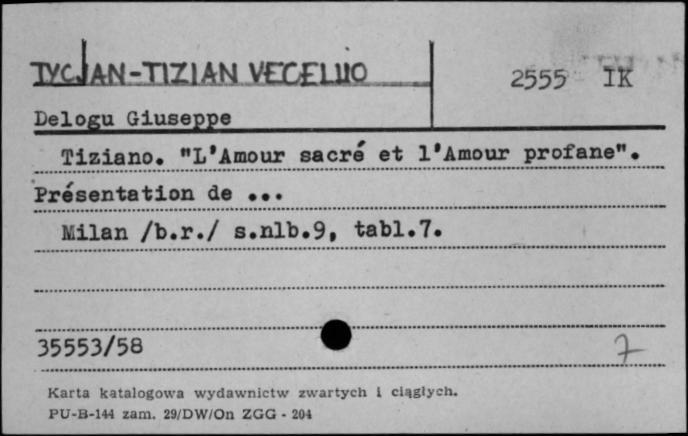 TYCJAN-TIZIAN VECELLIO
2555 IK
Delogu Giuseppe
Tiziano. "L'Amour sacré et l'Amour profane".
Présentation de ...
Milan /b.r./ s.nlb.9, tabl.7.
35553/58
7
Karta katalogowa wydawnictw zwartych i ciągłych.
PU-B-144 zam. 29/DW/On ZGG - 204